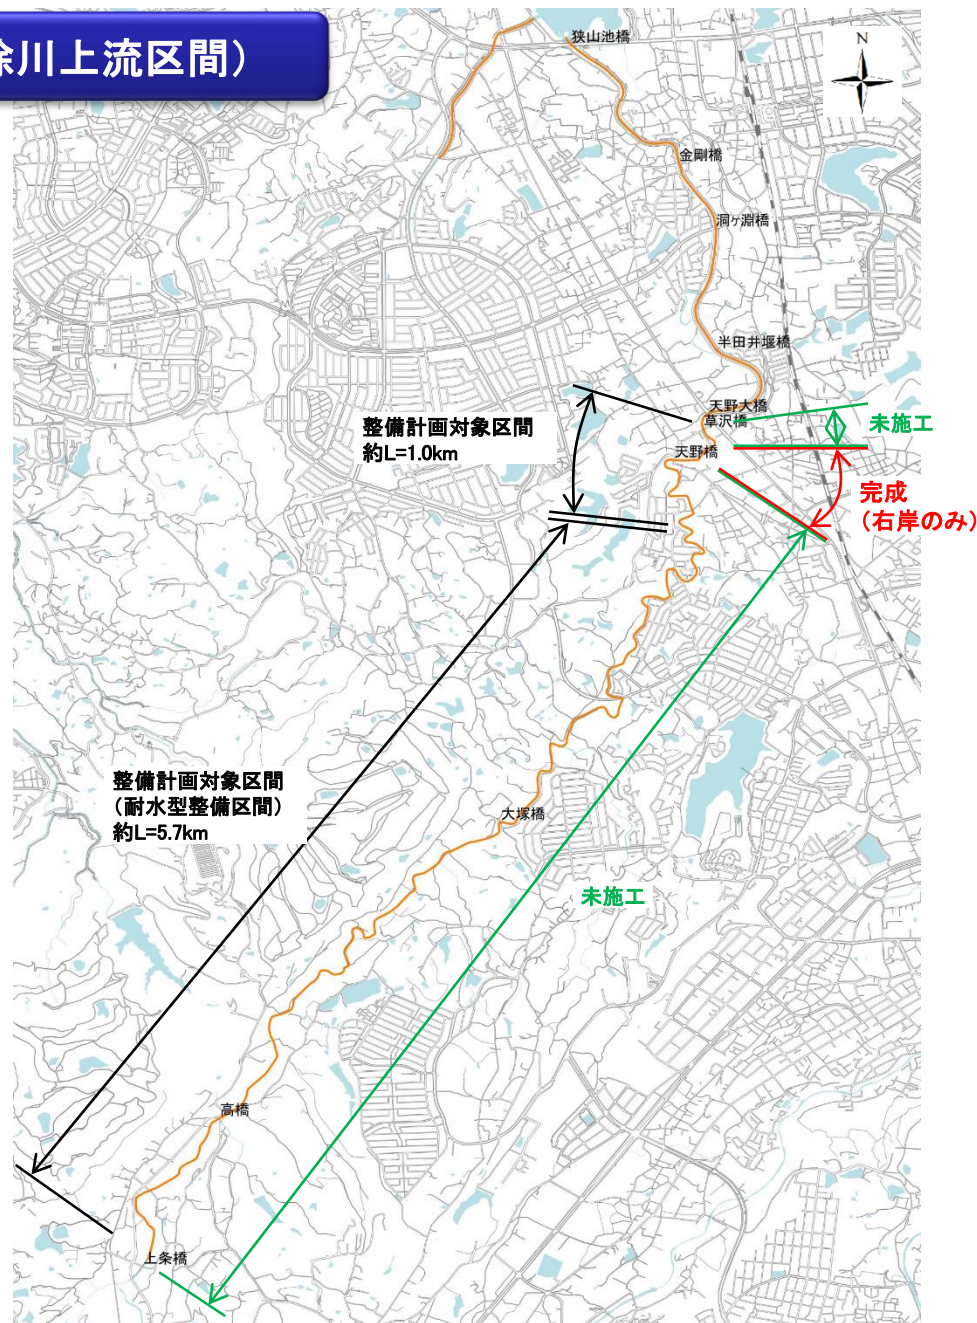 川上流区間）
N
狭山池橋
金剛橋
洞ヶ淵橋
半田井堰橋
天野大橋
草沢橋
天野橋
未施工
整備計画対象区間
約L=1.0km
完成
（右岸のみ）
整備計画対象区間
（耐水型整備区間）
約L=5.7km
大塚橋
未施工
高橋
上条橋